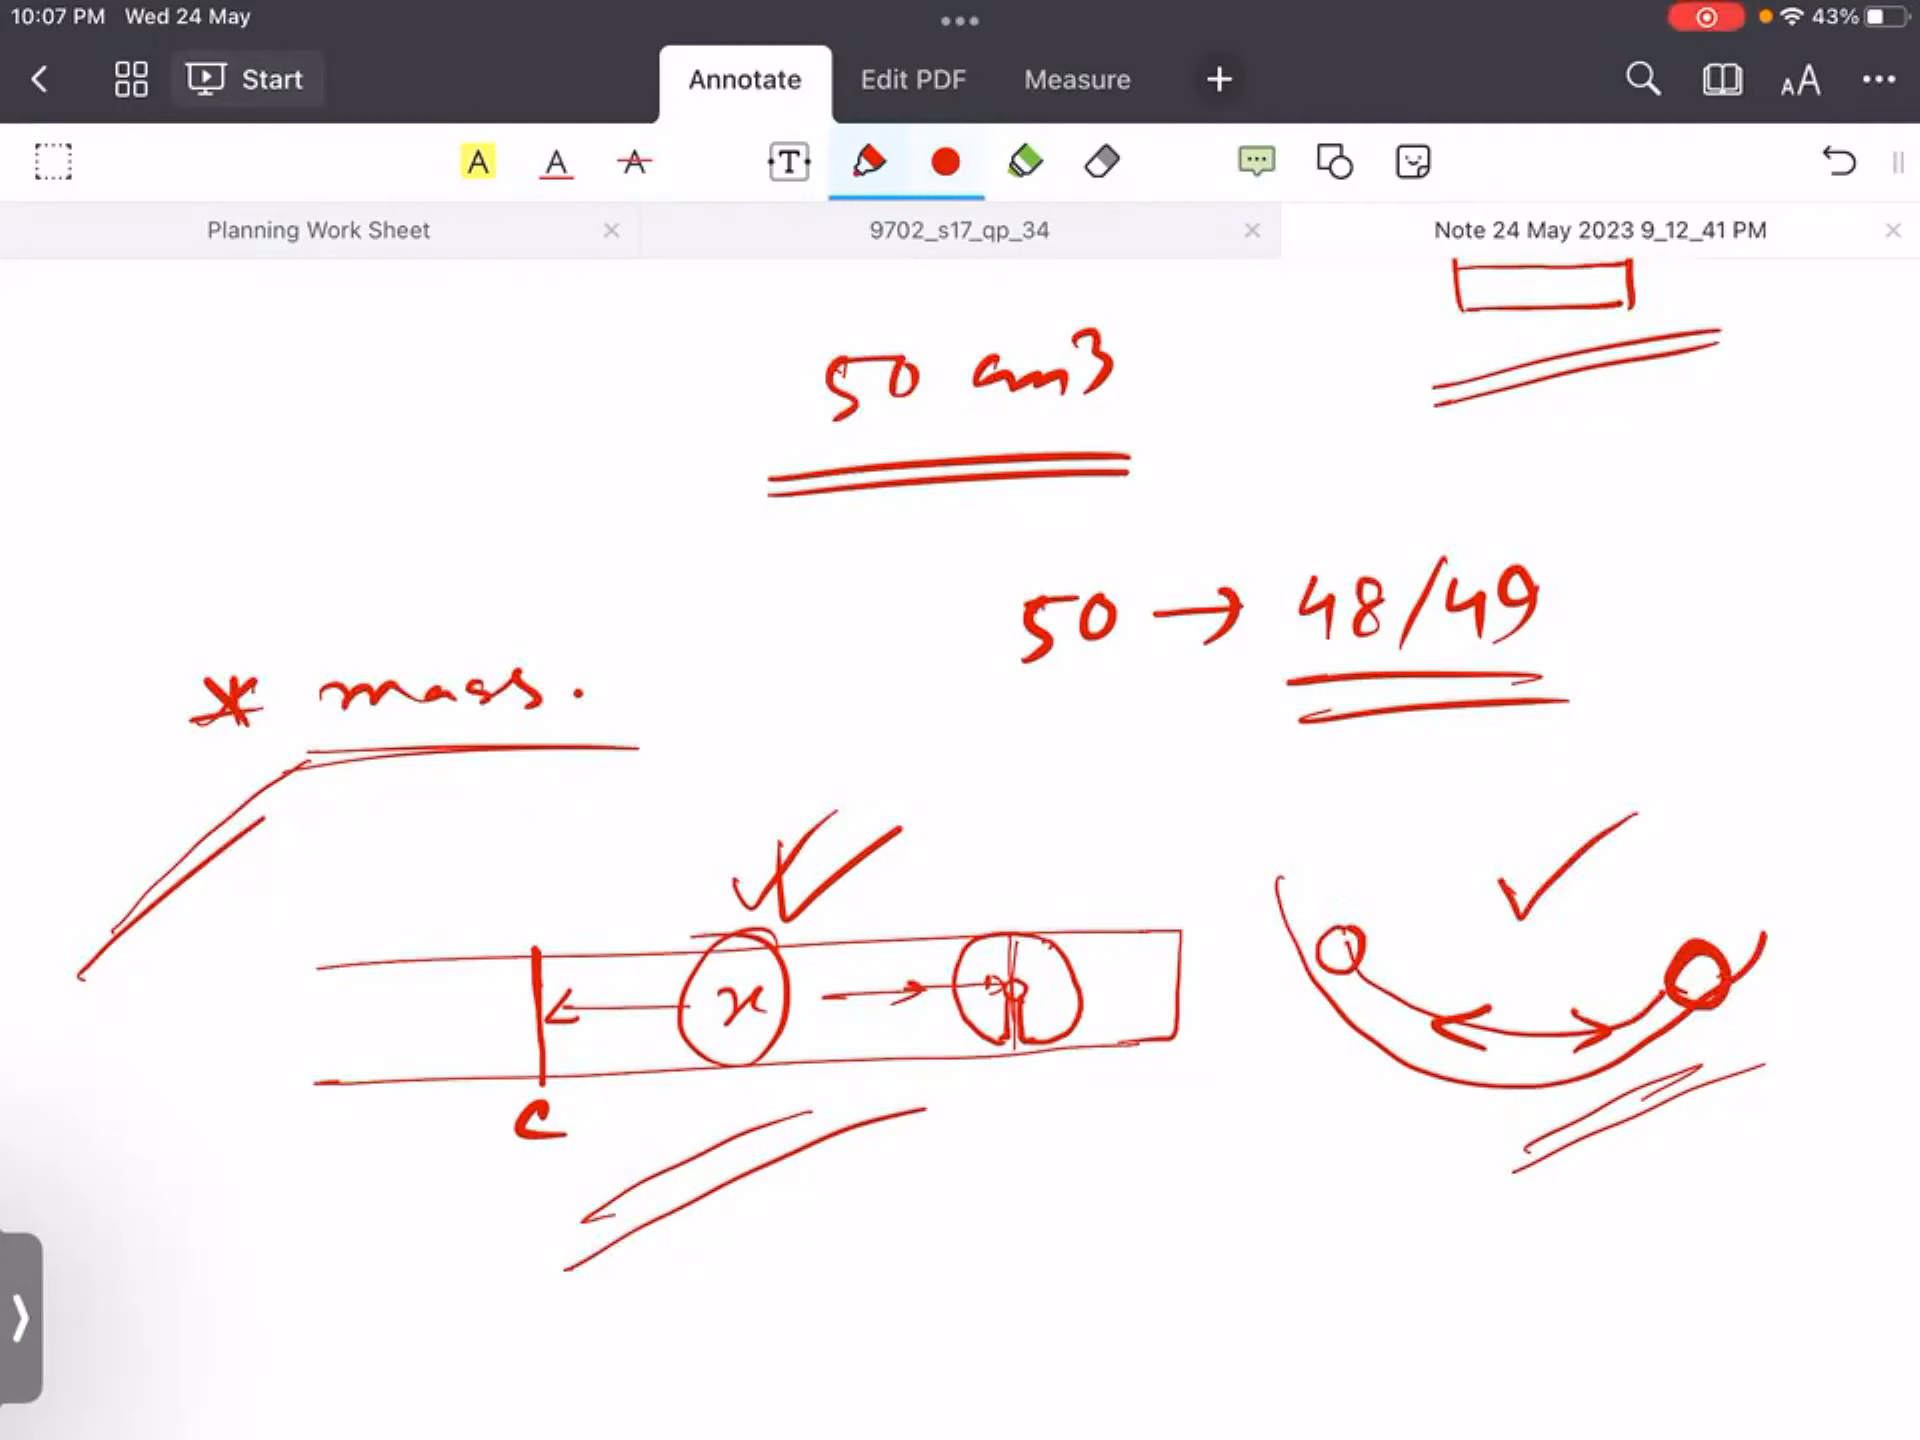 10:07 PM Wed 24 May
43%
Start
Annotate
Edit PDF
Measure
AA
A A A T
Planning Work Sheet
9702_s17_qp_34
Note 24 May 2023 9_12_41 PM
50 cm3
50 → 48/49
* mass.
x
C